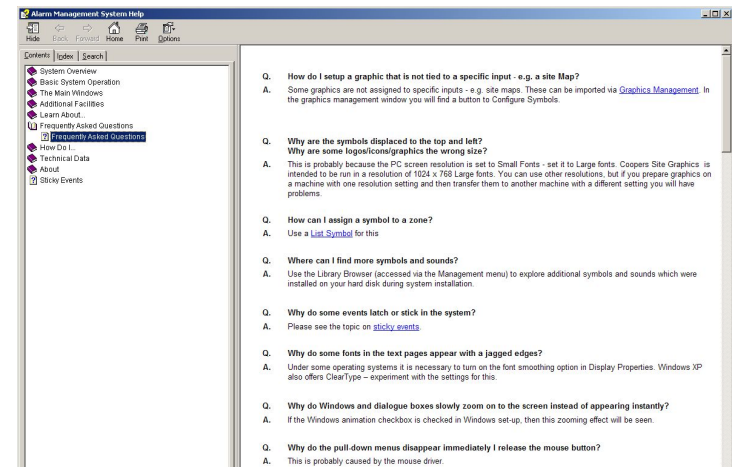 Alarm Management System Help
Hide Back Forward Home Print Options
Contents Index Search
System Overview
Basic System Operation
The Main Windows
Additional Facilities
Learn About...
Frequently Asked Questions
Frequently Asked Questions
How Do I...
Technical Data
About
Sticky Events
Q. How do I setup a graphic that is not tied to a specific input - e.g. a site Map?
A. Some graphics are not assigned to specific inputs - e.g. site maps. These can be imported via Graphics Management. In
the graphics management window you will find a button to Configure Symbols.
Q. Why are the symbols displaced to the top and left?
Why are some logos/icons/graphics the wrong size?
A. This is probably because the PC screen resolution is set to Small Fonts - set it to Large fonts. Coopers Site Graphics is
intended to be run in a resolution of 1024 x 768 Large fonts. You can use other resolutions, but if you prepare graphics on
a machine with one resolution setting and then transfer them to another machine with a different setting you will have
problems.
Q. How can I assign a symbol to a zone?
A. Use a List Symbol for this
Q. Where can I find more symbols and sounds?
A. Use the Library Browser (accessed via the Management menu) to explore additional symbols and sounds which were
installed on your hard disk during system installation.
Q. Why do some events latch or stick in the system?
A. Please see the topic on sticky events.
Q. Why do some fonts in the text pages appear with a jagged edges?
A. Under some operating systems it is necessary to turn on the font smoothing option in Display Properties. Windows XP
also offers ClearType – experiment with the settings for this.
Q. Why do Windows and dialogue boxes slowly zoom on to the screen instead of appearing instantly?
A. If the Windows animation checkbox is checked in Windows set-up, then this zooming effect will be seen.
Q. Why do the pull-down menus disappear immediately I release the mouse button?
A. This is probably caused by the mouse driver.